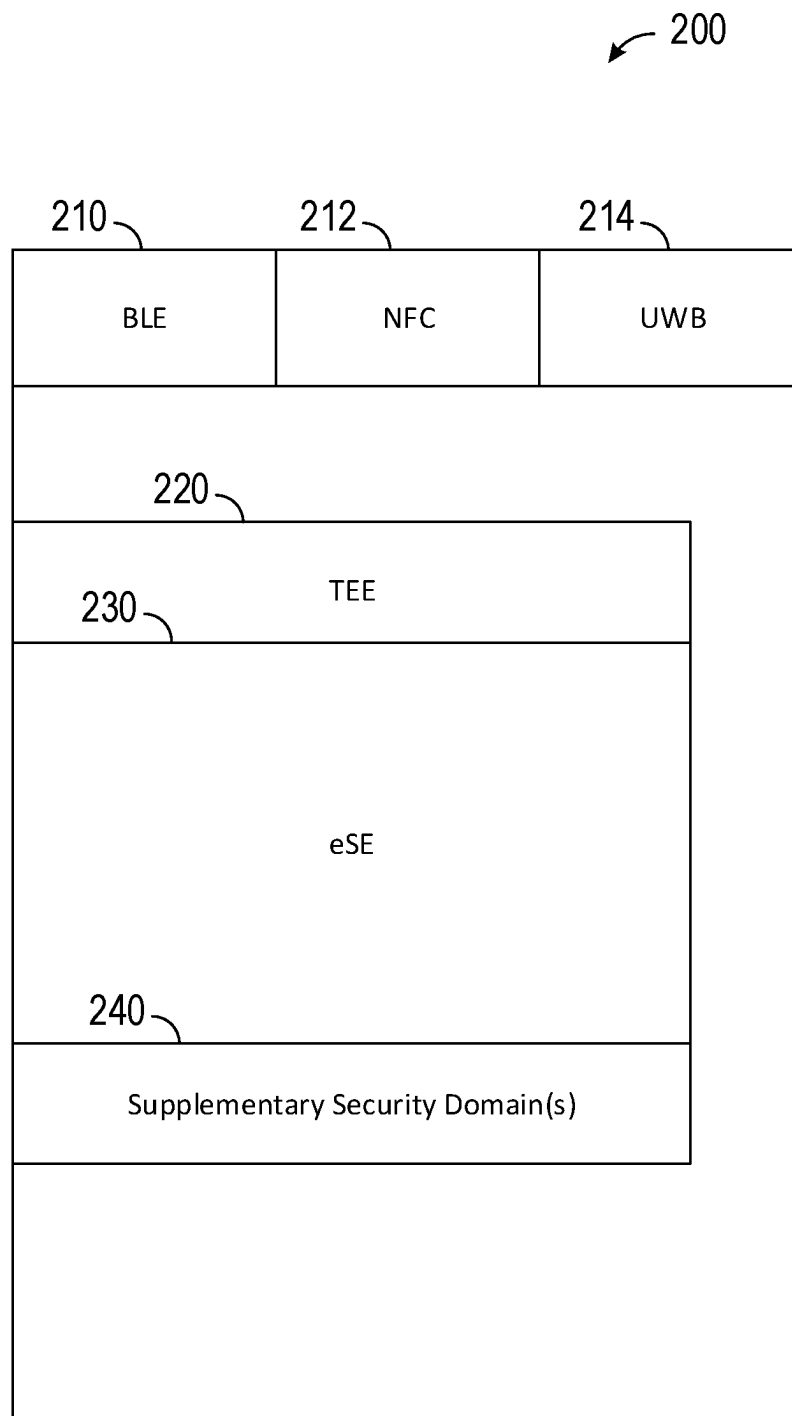 200
210 212 214
BLE NFC UWB
220
TEE
230
eSE
240
Supplementary Security Domain(s)